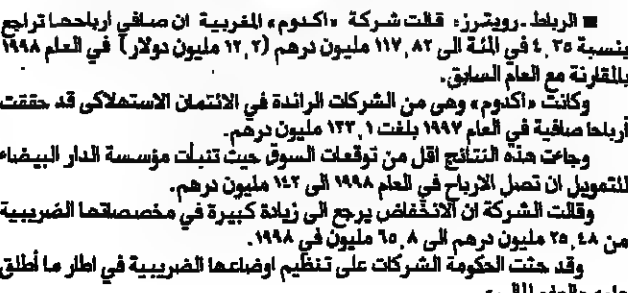 ■ الرباط ـ رويترز: قالت شركة «اكدوم» المغربية ان صافي أرباحها تراجع
بنسبة ٤,٣٥ في المئة الى ١١٧,٨٢ مليون درهم (١٢,٢ مليون دولار) في العام ١٩٩٨
بالمقارنة مع العام السابق.
وكانت «اكدوم» وهي من الشركات الرائدة في الائتمان الاستهلاكى قد حققت
أرباحا صافية في العام ١٩٩٧ بلغت ١٢٣,١ مليون درهم.
وجاءت هذه النتائج اقل من توقعات السوق حيث تنبأت مؤسسة الدار البيضاء
للتمويل ان تصل الارباح في العام ١٩٩٨ الى ١٤٢ مليون درهم.
وقالت الشركة ان الانخفاض يرجع الى زيادة كبيرة في مخصصاتها الضريبية
من ٢٥,٤٨ مليون درهم الى ٦٥,٨ مليون في ١٩٩٨.
وقد حثت الحكومة الشركات على تنظيم اوضاعها الضريبية في اطار ما أطلق